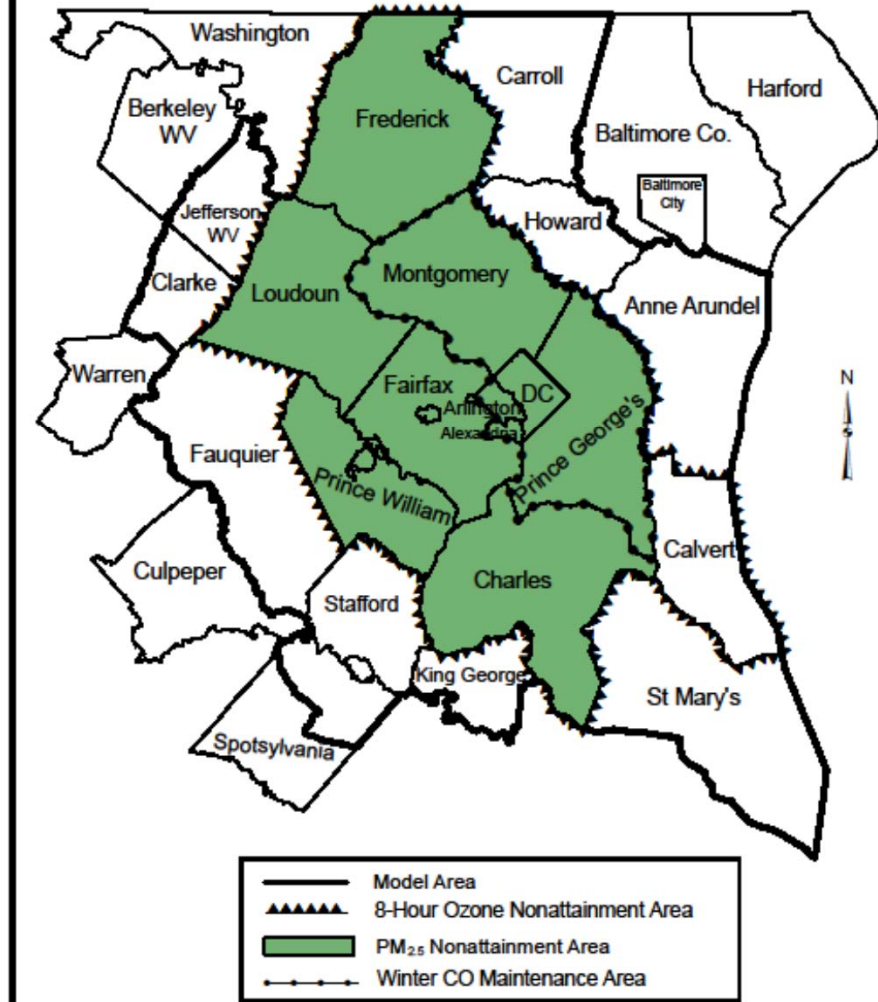 Washington
Carroll
Harford
Berkeley
WV
Frederick
Baltimore Co.
Baltimore
City
Jefferson
WV
Howard
Clarke
Loudoun
Montgomery
Anne Arundel
Warren
Fairfax
DC
Arlington
Alexandria
N
Fauquier
Prince William
Prince George's
Culpeper
Stafford
Charles
Calvert
King George
St Mary's
Spotsylvania
Model Area
8-Hour Ozone Nonattainment Area
PM2.5 Nonattainment Area
Winter CO Maintenance Area